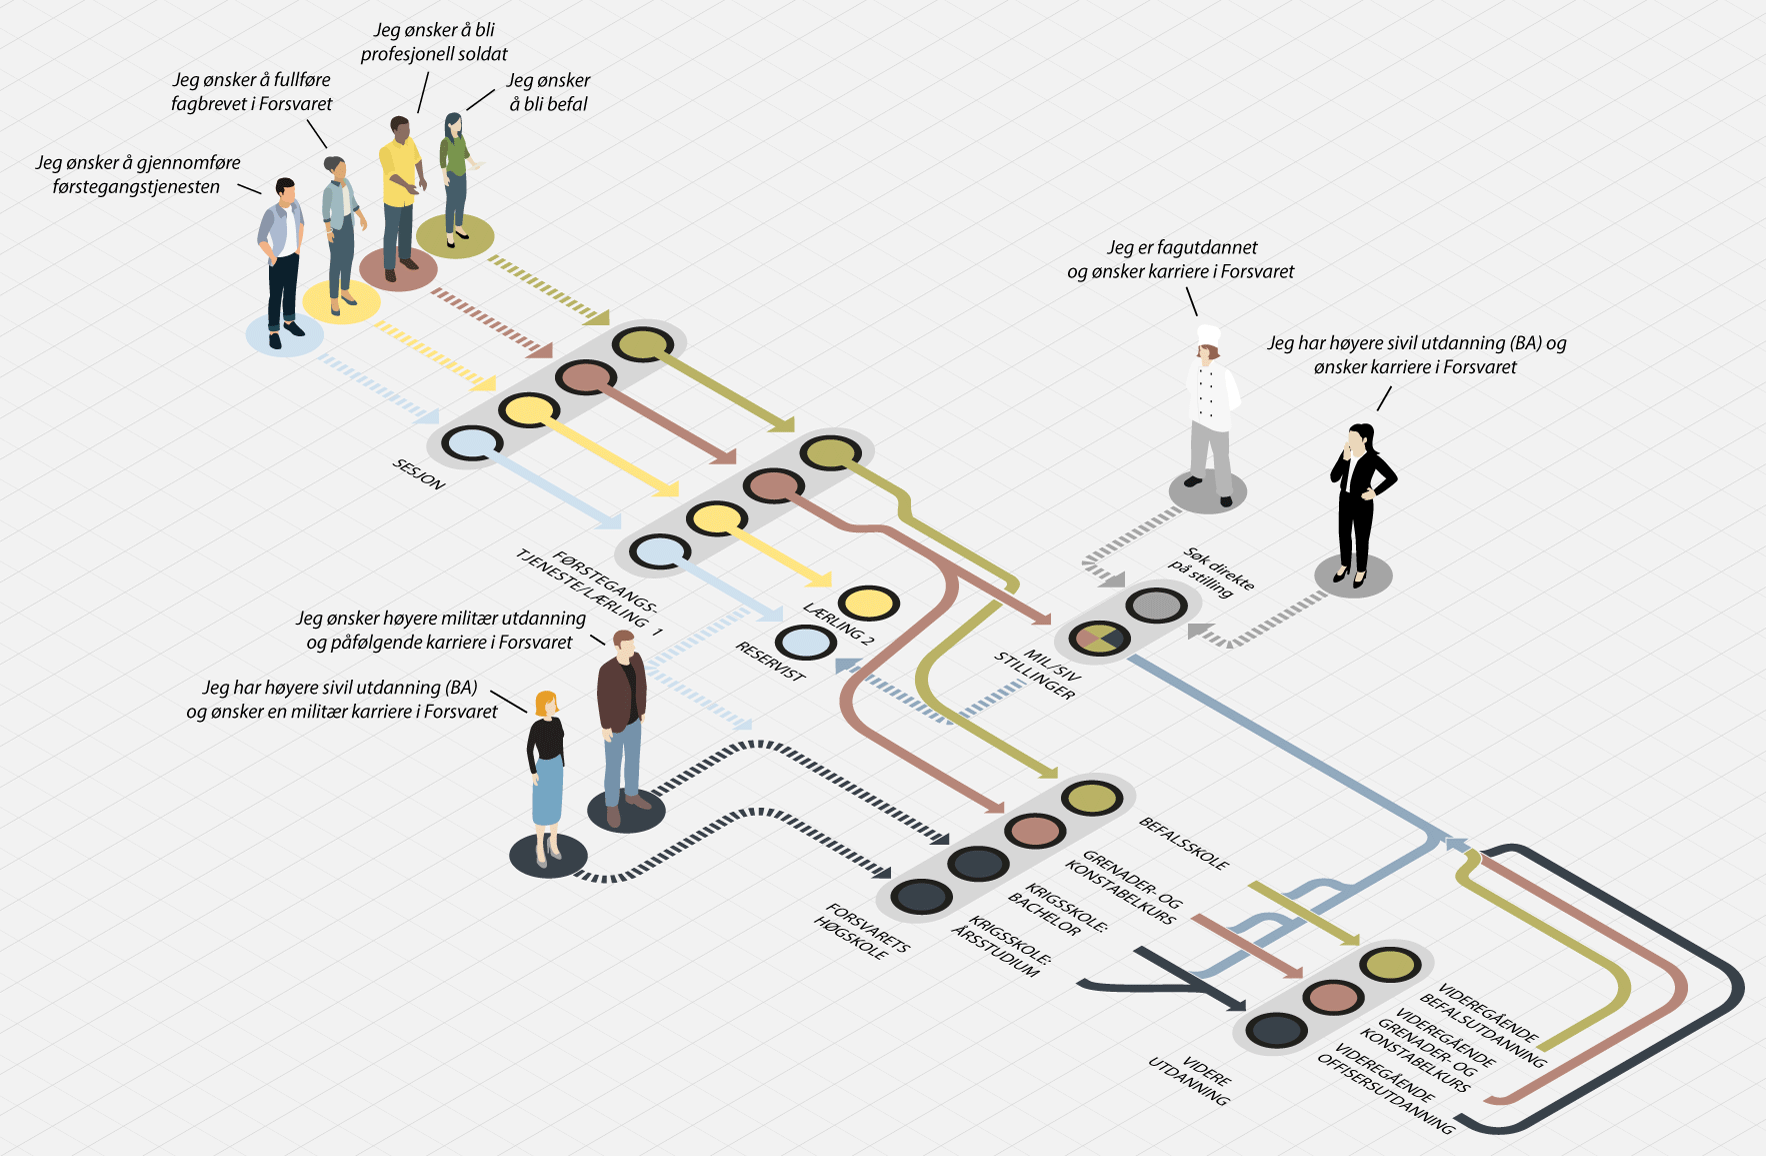 Jeg ønsker å bli
profesjonell soldat
Jeg ønsker å fullføre
fagbrevet i Forsvaret
Jeg ønsker
å bli befal
Jeg ønsker å gjennomføre
førstegangstjenesten
Jeg er fagutdannet
og ønsker karriere i Forsvaret
Jeg har høyere sivil utdanning (BA) og
ønsker karriere i Forsvaret
SESJON
FØRSTEGANGS-
TJENESTE/LÆRLING 1
Søk direkte
på stilling
LÆRLING 2
RESERVIST
MIL/SIV
STILLINGER
Jeg ønsker høyere militær utdanning
og påfølgende karriere i Forsvaret
Jeg har høyere sivil utdanning (BA)
og ønsker en militær karriere i Forsvaret
BEFALSSKOLE
GRENADER- OG
KONSTABELKURS
KRIGSSKOLE:
BACHELOR
KRIGSSKOLE:
ÅRSSTUDIUM
FORSVARETS
HØGSKOLE
VIDEREGÅENDE
BEFALSUTDANNING
VIDEREGÅENDE
GRENADER- OG
KONSTABELKURS
VIDEREGÅENDE
OFFISERSUTDANNING
VIDERE
UTDANNING